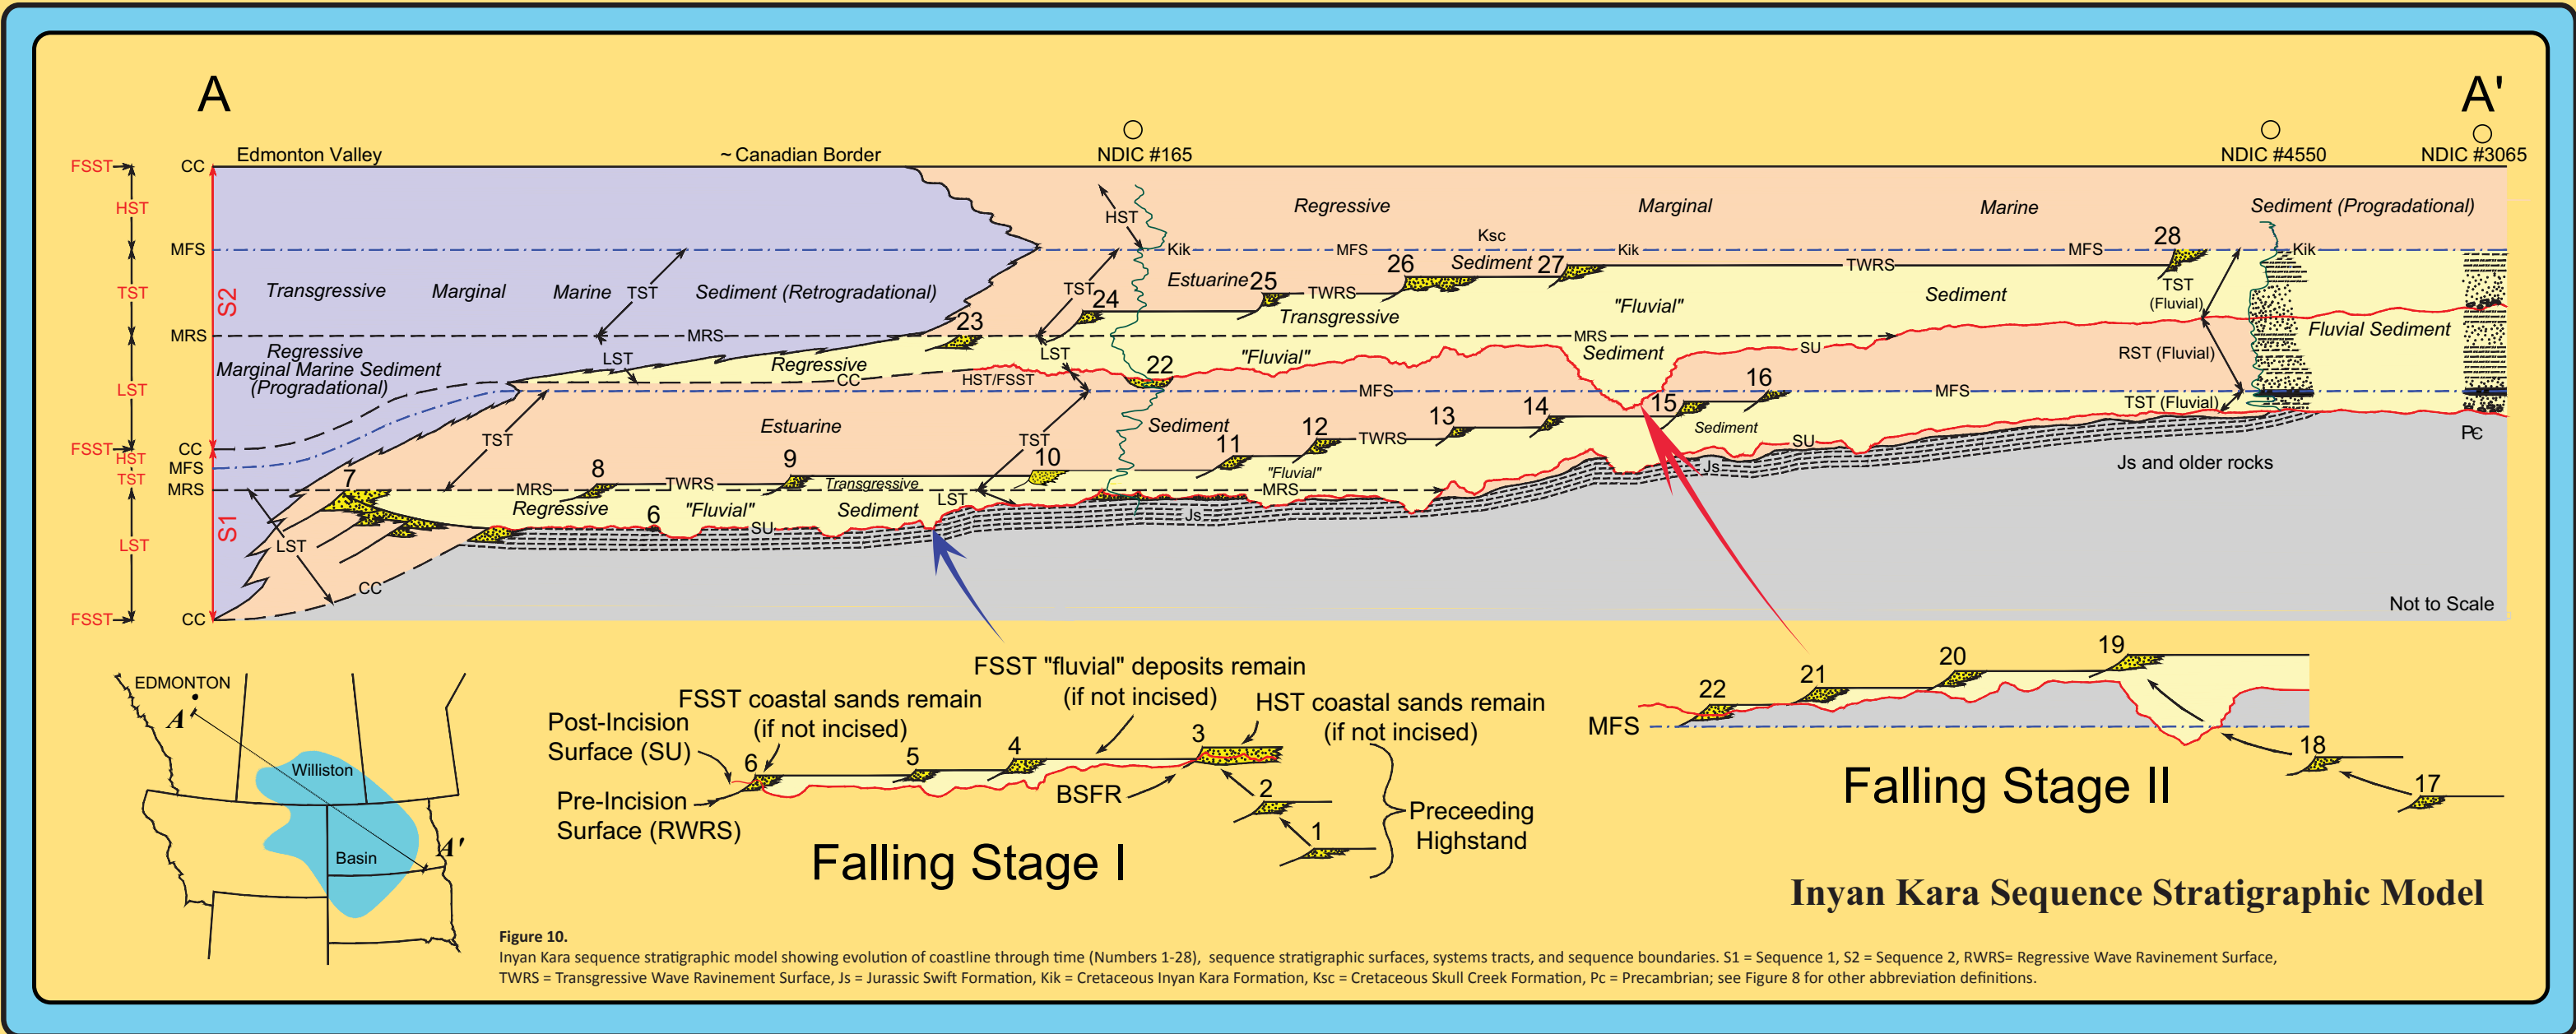 A
A'
Edmonton Valley
~ Canadian Border
NDIC #165
NDIC #4550
NDIC #3065
FSST
CC
HST
MFS
TST
MRS
LST
FSST
CC
HST
MFS
TST
MRS
LST
FSST
CC
S2
S1
HST
Regressive
Marginal
Marine
Sediment (Progradational)
Kik
MFS
Ksc
Kik
MFS
28
Kik
Transgressive
Marginal
Marine
TST
Sediment (Retrogradational)
TST
24
Estuarine
25
TWRS
26
Sediment
27
TWRS
TST
(Fluvial)
Transgressive
"Fluvial"
Sediment
23
MRS
MRS
SU
Fluvial Sediment
Regressive
Marginal Marine Sediment
(Progradational)
LST
Regressive
CC
LST
HST/FSST
22
"Fluvial"
Sediment
RST (Fluvial)
MFS
16
MFS
TST (Fluvial)
TST
Estuarine
TST
Sediment
11
12
TWRS
13
14
15
Sediment
SU
Pc
7
8
9
10
"Fluvial"
Js
Js and older rocks
MRS
TWRS
Transgressive
LST
MRS
Regressive
6
"Fluvial"
Sediment
SU
Js
LST
CC
Not to Scale
EDMONTON
A
Williston
Basin
A'
FSST "fluvial" deposits remain
(if not incised)
FSST coastal sands remain
(if not incised)
HST coastal sands remain
(if not incised)
Post-Incision
Surface (SU)
Pre-Incision
Surface (RWRS)
6
5
4
3
BSFR
2
1
Preceeding
Highstand
Falling Stage I
MFS
22
21
20
19
18
17
Falling Stage II
Inyan Kara Sequence Stratigraphic Model
Figure 10.
Inyan Kara sequence stratigraphic model showing evolution of coastline through time (Numbers 1-28), sequence stratigraphic surfaces, systems tracts, and sequence boundaries. S1 = Sequence 1, S2 = Sequence 2, RWRS= Regressive Wave Ravinement Surface,
TWRS = Transgressive Wave Ravinement Surface, Js = Jurassic Swift Formation, Kik = Cretaceous Inyan Kara Formation, Ksc = Cretaceous Skull Creek Formation, Pc = Precambrian; see Figure 8 for other abbreviation definitions.